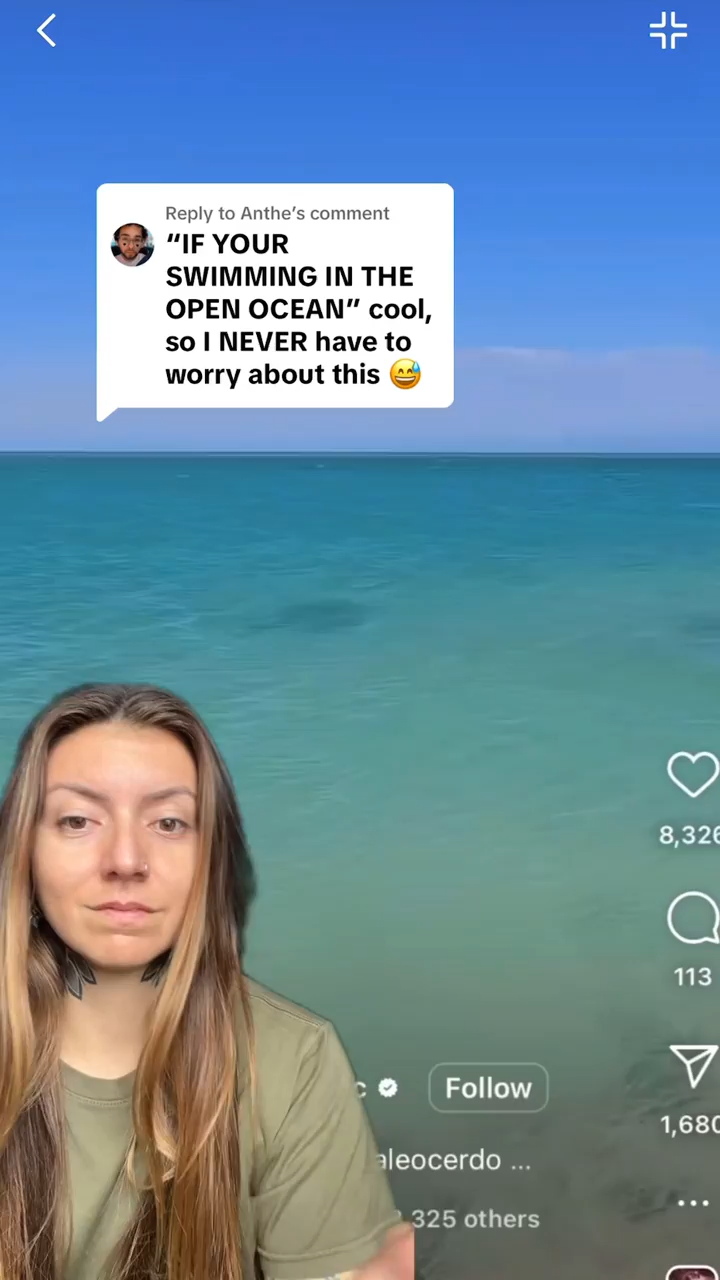 Reply to Anthe's comment
“IF YOUR
SWIMMING IN THE
OPEN OCEAN” cool,
so I NEVER have to
worry about this 😅
8,326
113
c Follow
1,680
aleocerdo ...
325 others